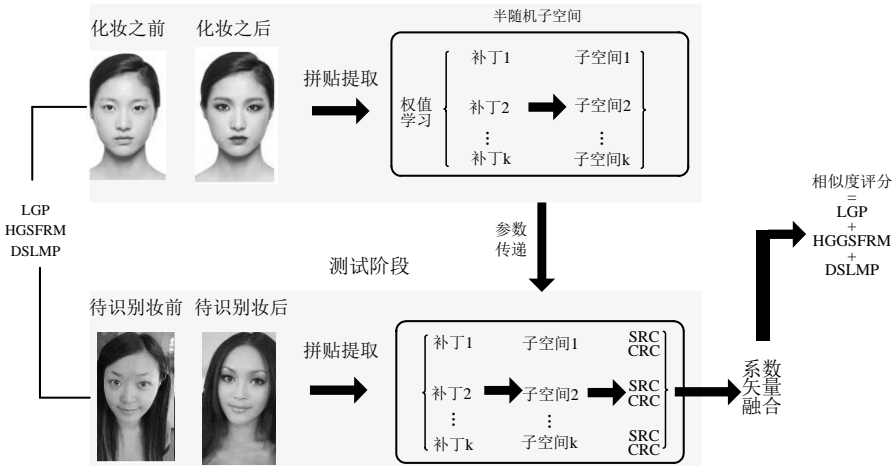 半随机子空间
化妆之前
化妆之后
拼贴提取
权值
学习
补丁1
子空间1
补丁2
子空间2
⋮
⋮
补丁k
子空间k
LGP
HGSFRM
DSLMP
参数
传递
相似度评分
=
LGP
+
HGGSFRM
+
DSLMP
测试阶段
待识别妆前
待识别妆后
拼贴提取
补丁1
子空间1
SRC
CRC
补丁2
子空间2
SRC
CRC
⋮
⋮
补丁k
子空间k
SRC
CRC
系数
矢量
融合